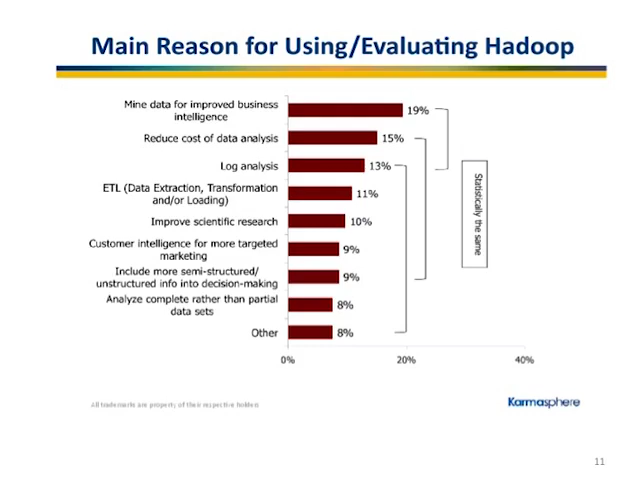 Main Reason for Using/Evaluating Hadoop
Mine data for improved business
intelligence
19%
Reduce cost of data analysis
15%
Log analysis
13%
ETL (Data Extraction, Transformation
and/or Loading)
11%
Improve scientific research
10%
Customer intelligence for more targeted
marketing
9%
Include more semi-structured/
unstructured info into decision-making
9%
Analyze complete rather than partial
data sets
8%
Other
8%
Statistically the same
0%
20%
40%
All trademarks are property of their respective holders
Karmasphere
11